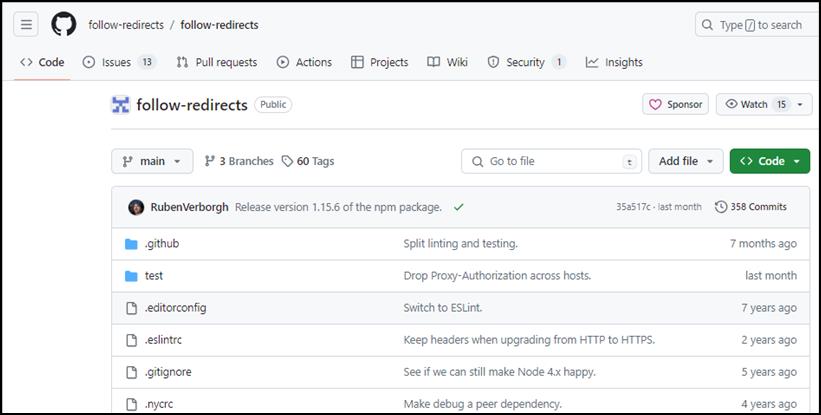 follow-redirects / follow-redirects
Type / to search
Code Issues 13 Pull requests Actions Projects Wiki Security 1 Insights
follow-redirects Public Sponsor Watch 15
main 3 Branches 60 Tags Go to file t Add file Code
RubenVerborgh Release version 1.15.6 of the npm package. 35a517c · last month 358 Commits
.github Split linting and testing. 7 months ago
test Drop Proxy-Authorization across hosts. last month
.editorconfig Switch to ESLint. 7 years ago
.eslintrc Keep headers when upgrading from HTTP to HTTPS. 2 years ago
.gitignore See if we can still make Node 4.x happy. 5 years ago
.nycrc Make debug a peer dependency. 4 years ago